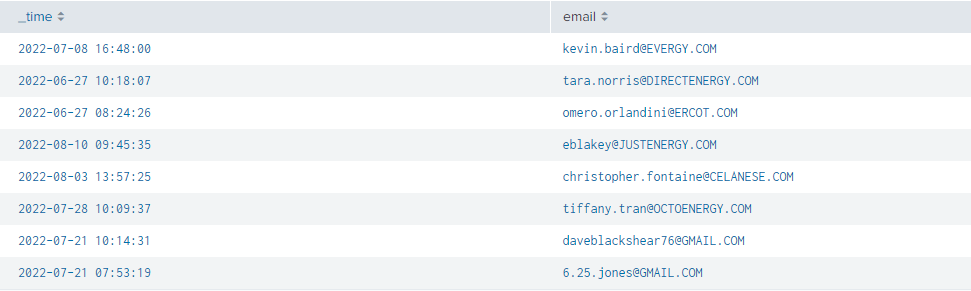 _time email
2022-07-08 16:48:00 kevin.baird@EVERGY.COM
2022-06-27 10:18:07 tara.norris@DIRECTENERGY.COM
2022-06-27 08:24:26 omero.orlandini@ERCOT.COM
2022-08-10 09:45:35 eblakey@JUSTENERGY.COM
2022-08-03 13:57:25 christopher.fontaine@CELANESE.COM
2022-07-28 10:09:37 tiffany.tran@OCTOENERGY.COM
2022-07-21 10:14:31 daveblackshear76@GMAIL.COM
2022-07-21 07:53:19 6.25.jones@GMAIL.COM